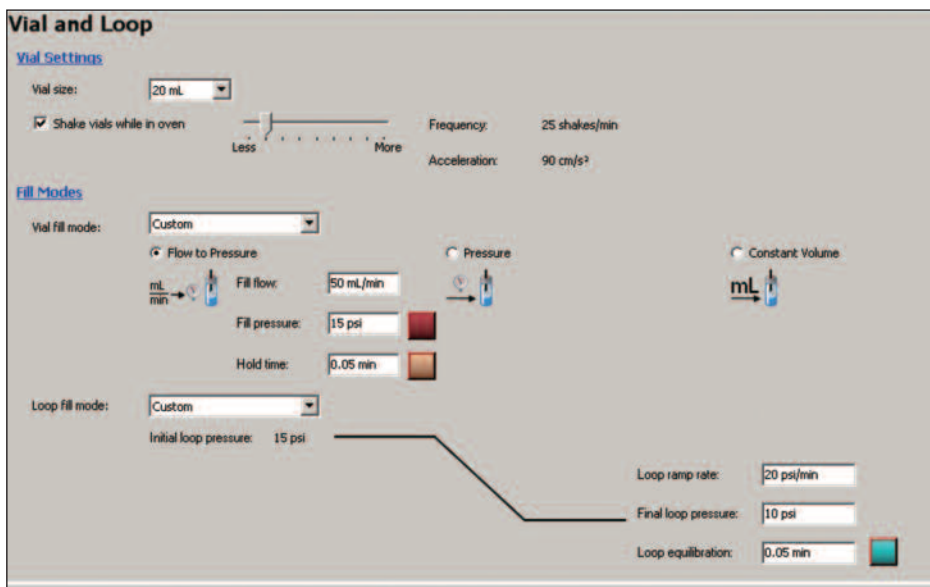 Vial and Loop
Vial Settings
Vial size: 20 mL
Shake vials while in oven
Less More
Frequency: 25 shakes/min
Acceleration: 90 cm/s²
Fill Modes
Vial fill mode: Custom
Flow to Pressure Pressure Constant Volume
mL
min
Fill flow: 50 mL/min
mL
Fill pressure: 15 psi
Hold time: 0.05 min
Loop fill mode: Custom
Initial loop pressure: 15 psi
Loop ramp rate: 20 psi/min
Final loop pressure: 10 psi
Loop equilibration: 0.05 min